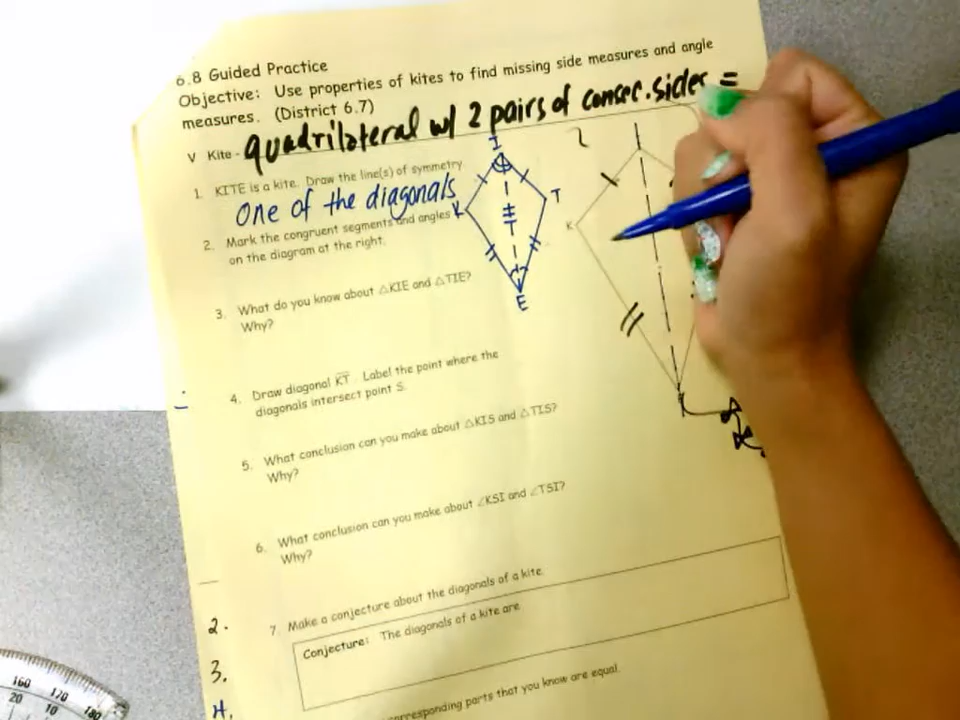 6.8 Guided Practice
Objective: Use properties of kites to find missing side measures and angle
measures. (District 6.7)
V Kite - quadrilateral w/ 2 pairs of consec. sides =
1. KITE is a kite. Draw the line(s) of symmetry
One of the diagonals
2. Mark the congruent segments and angles
on the diagram at the right.
I
K
T
E
K
3. What do you know about △KIE and △TIE?
Why?
4. Draw diagonal KT. Label the point where the
diagonals intersect point S.
5. What conclusion can you make about △KIS and △TIS?
Why?
6. What conclusion can you make about ∠KSI and ∠TSI?
Why?
7. Make a conjecture about the diagonals of a kite.
Conjecture: The diagonals of a kite are
corresponding parts that you know are equal.
2.
3.
4.
160 170 180
20 10